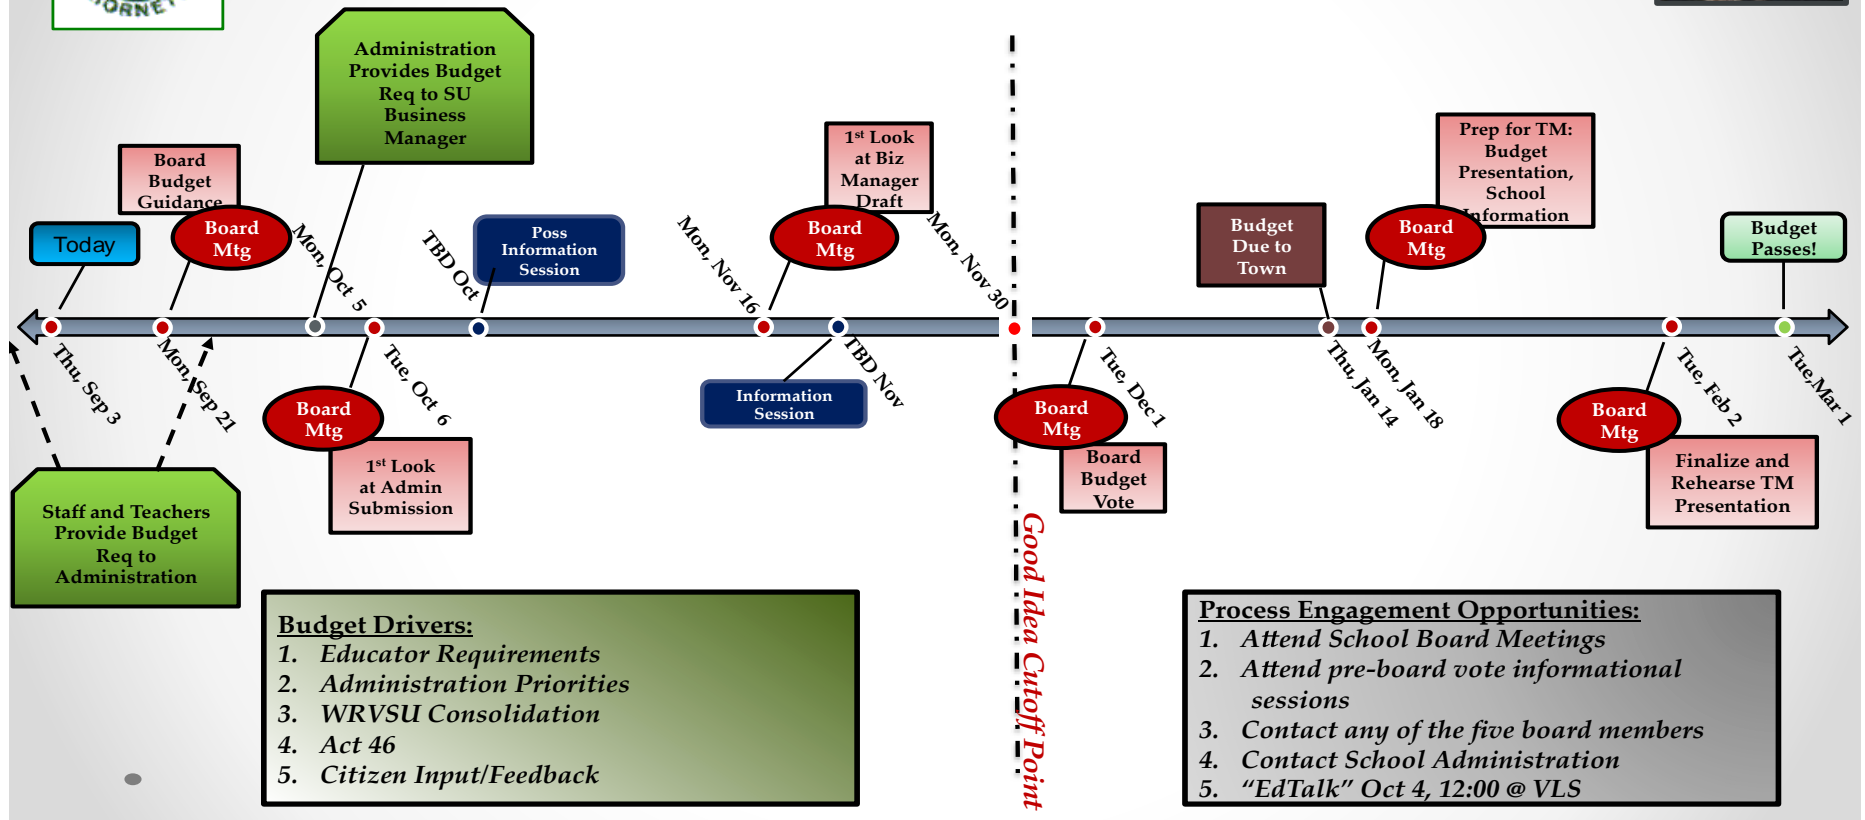 Administration
Provides Budget
Req to SU
Business
Manager
Board
Budget
Guidance
Board
Mtg
Today
Mon, Oct 5
TBD Oct
Poss
Information
Session
Mon, Nov 16
1st Look
at Biz
Manager
Draft
Board
Mtg
Mon, Nov 30
Budget
Due to
Town
Prep for TM:
Budget
Presentation,
School
Information
Board
Mtg
Budget
Passes!
Thu, Sep 3
Mon, Sep 21
Board
Mtg
Tue, Oct 6
1st Look
at Admin
Submission
Information
Session
TBD Nov
Board
Mtg
Tue, Dec 1
Board
Budget
Vote
Thu, Jan 14
Mon, Jan 18
Board
Mtg
Tue, Feb 2
Finalize and
Rehearse TM
Presentation
Tue,Mar 1
Staff and Teachers
Provide Budget
Req to
Administration
Good Idea Cutoff Point
Budget Drivers:
1. Educator Requirements
2. Administration Priorities
3. WRVSU Consolidation
4. Act 46
5. Citizen Input/Feedback
Process Engagement Opportunities:
1. Attend School Board Meetings
2. Attend pre-board vote informational
sessions
3. Contact any of the five board members
4. Contact School Administration
5. “EdTalk” Oct 4, 12:00 @ VLS